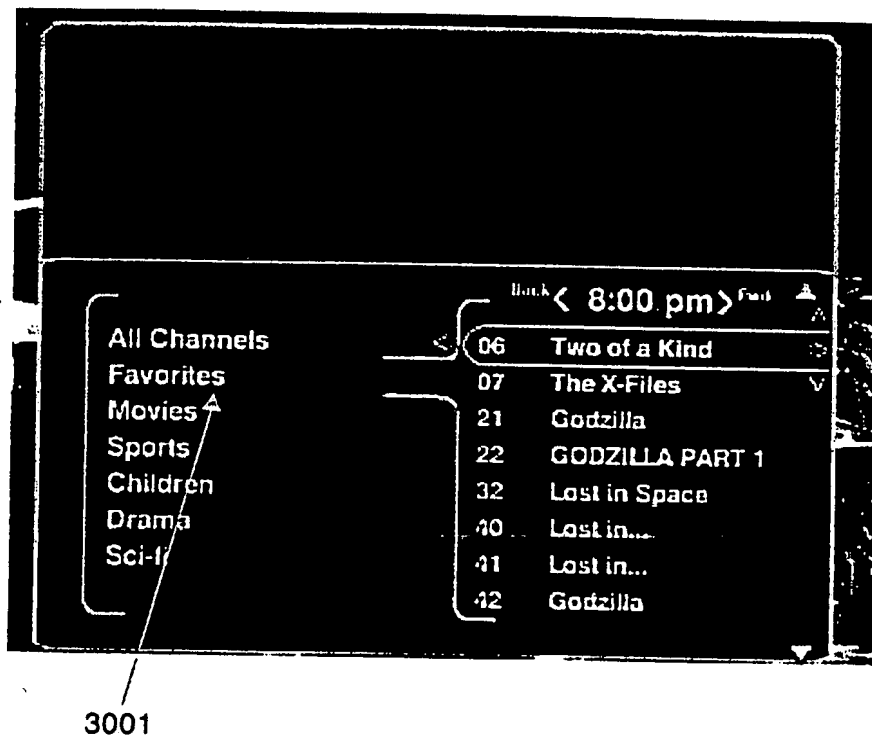 < 8:00 pm >
All Channels
Favorites
Movies
Sports
Children
Drama
Sci-fi
06 Two of a Kind
07 The X-Files
21 Godzilla
22 GODZILLA PART 1
32 Lost in Space
40 Lost in...
41 Lost in...
42 Godzilla
3001